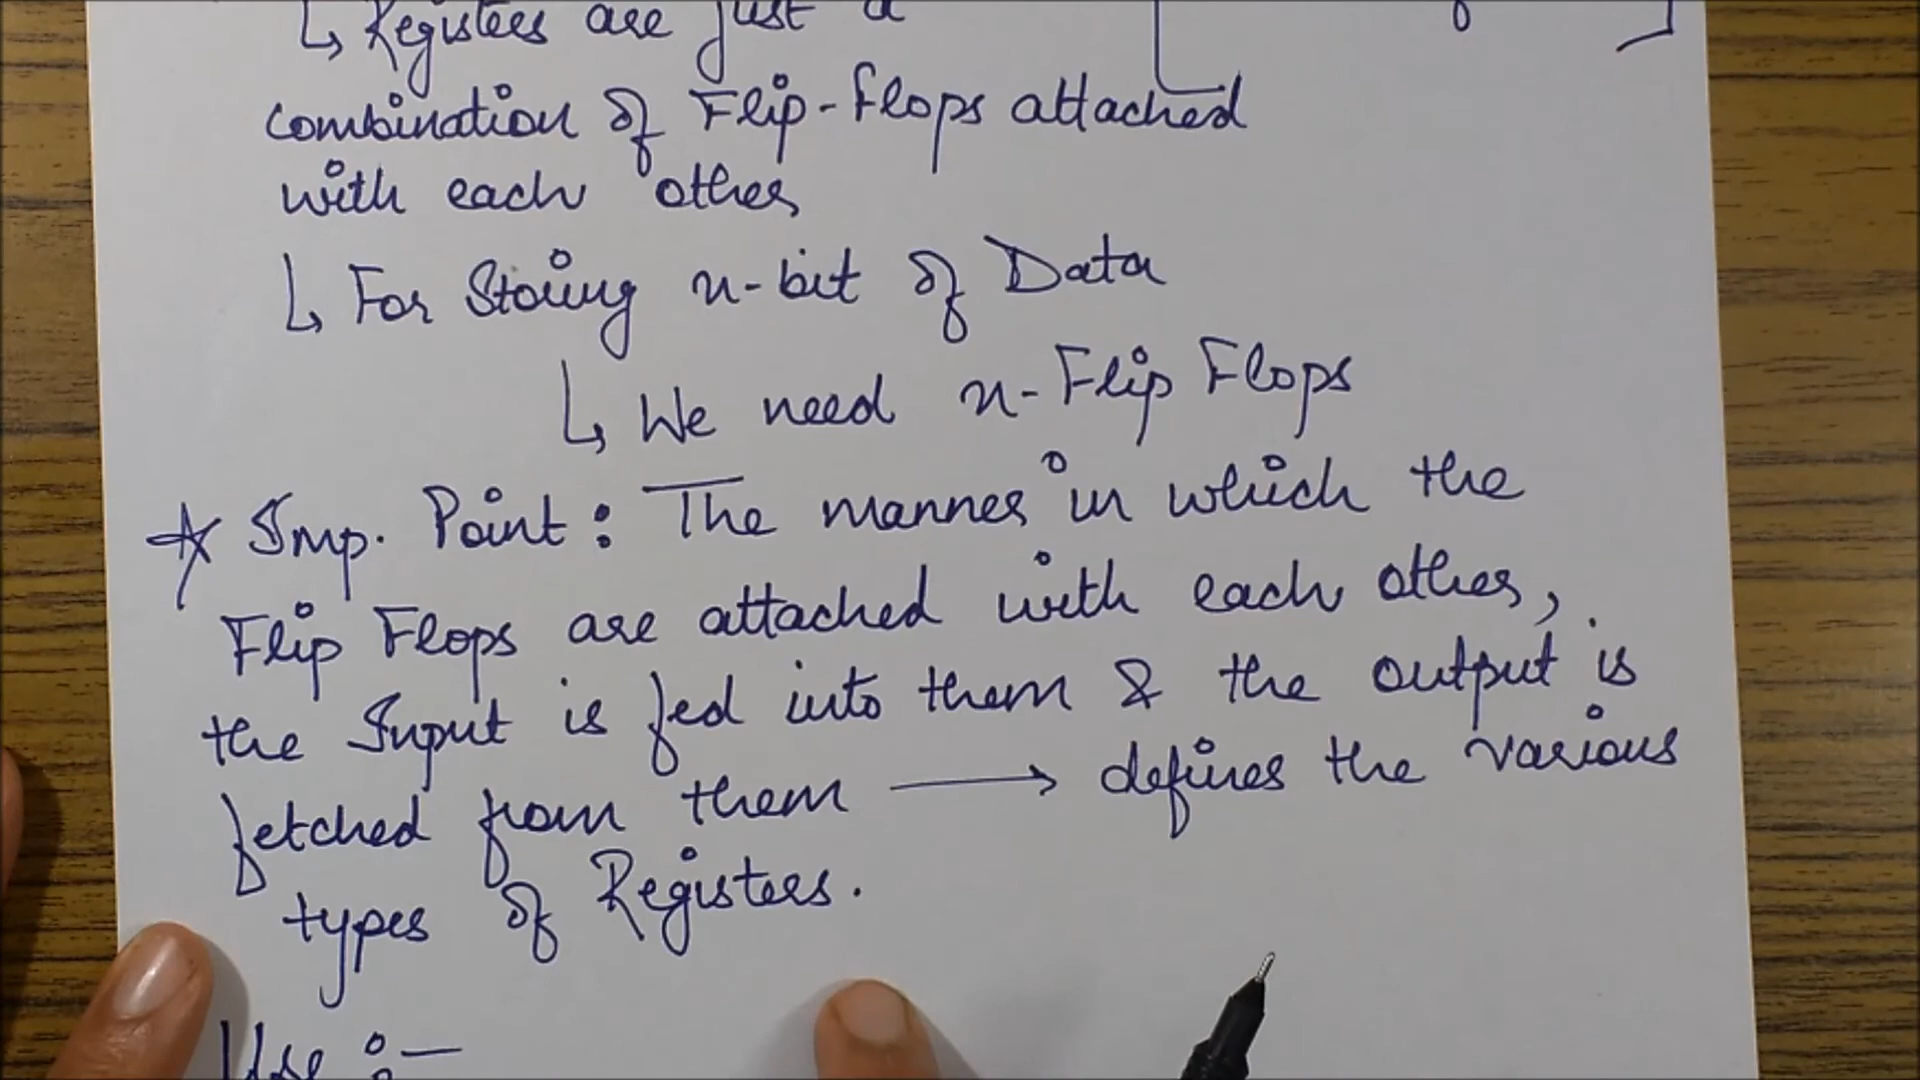 ↳ Registers are just a
combination of Flip-Flops attached
with each other
↳ For Storing n-bit of Data
↳ We need n-Flip Flops
☆ Imp. Point : The manner in which the
Flip Flops are attached with each other,
the Input is fed into them & the output is
fetched from them → defines the various
types of Registers.
Use :-